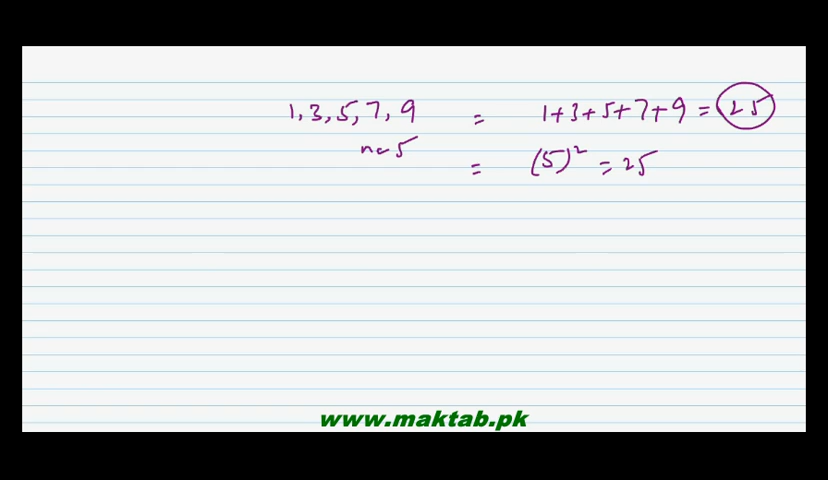 1, 3, 5, 7, 9 = 1+3+5+7+9 = 25
n = 5
= (5)² = 25
www.maktab.pk